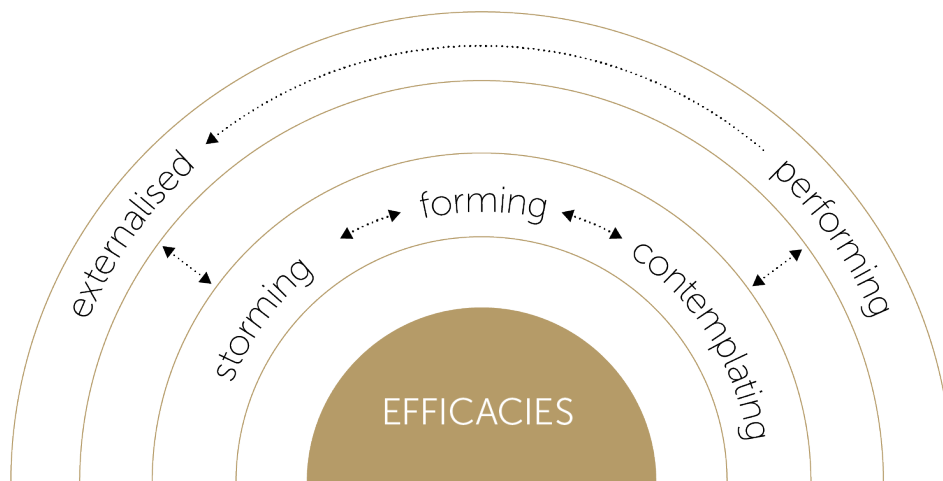 externalised
performing
storming
forming
contemplating
EFFICACIES